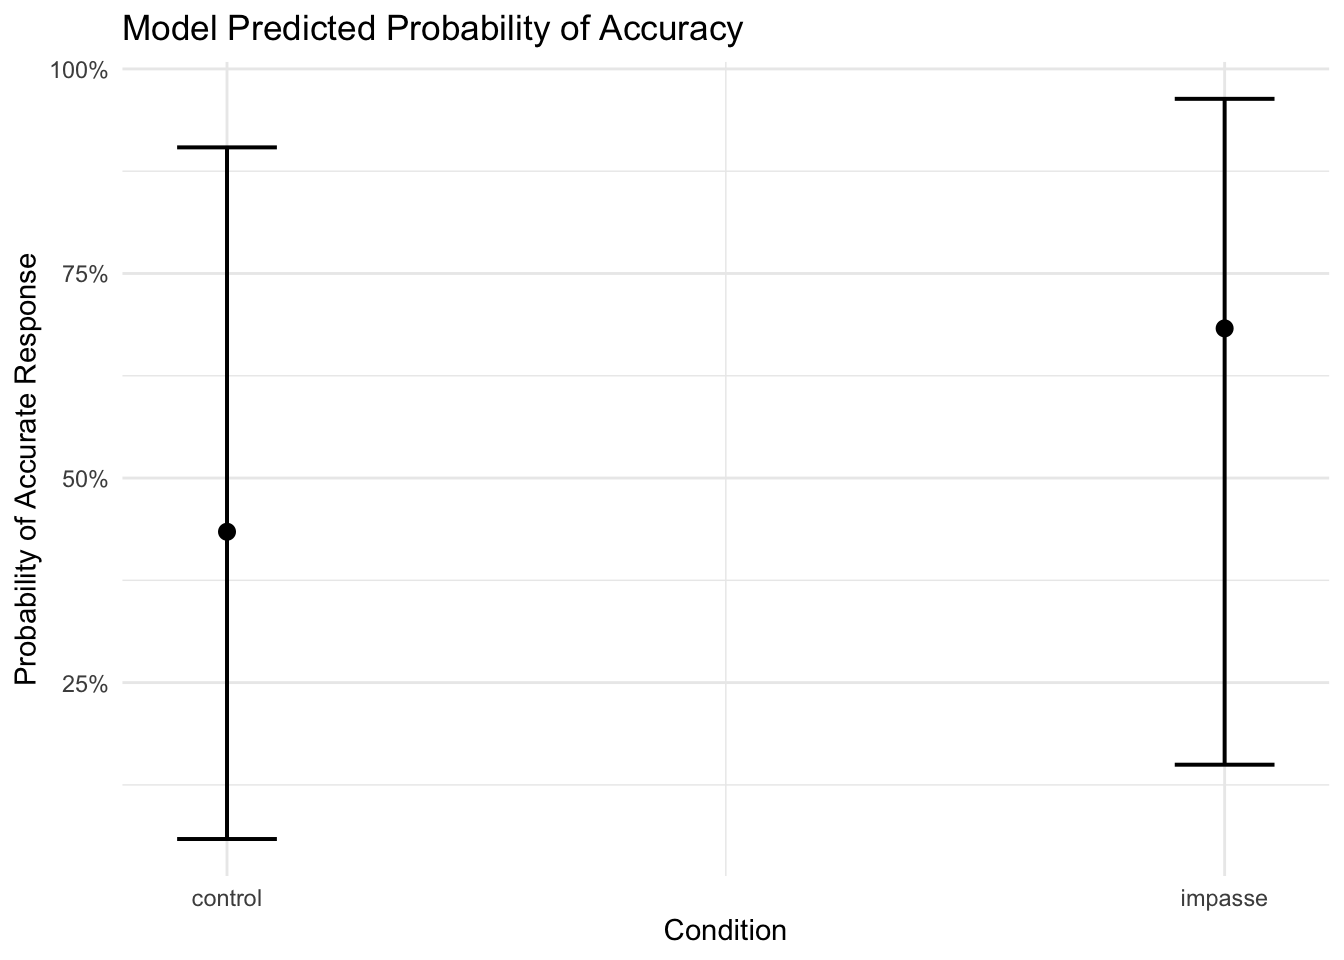 Model Predicted Probability of Accuracy
100%
75%
50%
25%
Probability of Accurate Response
control
impasse
Condition